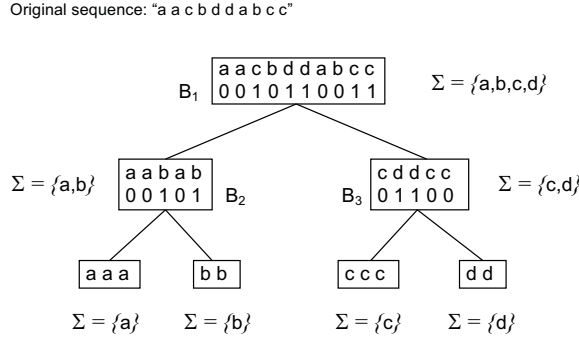 Original sequence: “a a c b d d a b c c”
a a c b d d a b c c
B₁ 0 0 1 0 1 1 0 0 1 1
Σ = {a,b,c,d}
Σ = {a,b}
a a b a b
0 0 1 0 1 B₂
c d d c c
B₃ 0 1 1 0 0
Σ = {c,d}
a a a
b b
c c c
d d
Σ = {a}
Σ = {b}
Σ = {c}
Σ = {d}